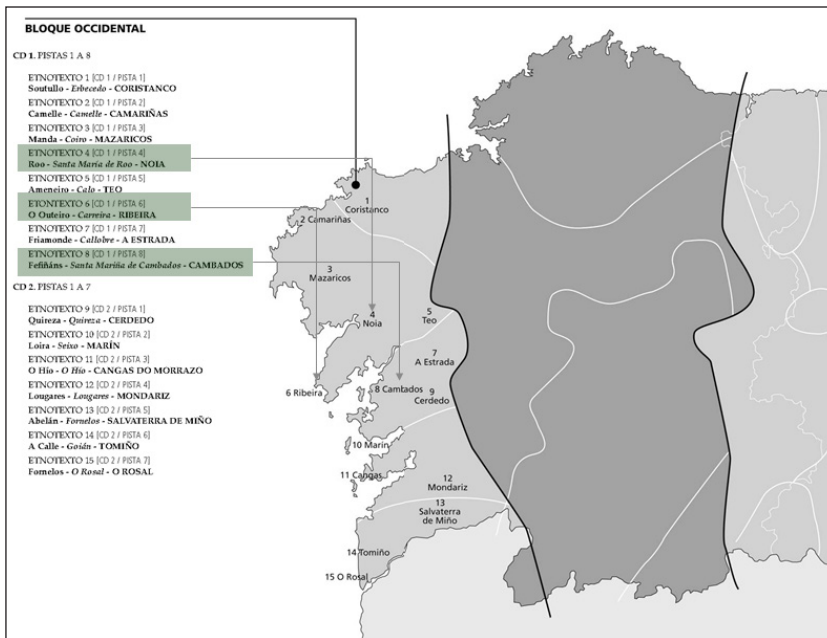 BLOQUE OCCIDENTAL
CD 1. PISTAS 1 A 8
ETNOTEXTO 1 [CD 1 / PISTA 1]
Soutullo - Erbecedo - CORISTANCO
ETNOTEXTO 2 [CD 1 / PISTA 2]
Camelle - Camelle - CAMARIÑAS
ETNOTEXTO 3 [CD 1 / PISTA 3]
Manda - Coiro - MAZARICOS
ETNOTEXTO 4 [CD 1 / PISTA 4]
Roo - Santa María de Roo - NOIA
ETNOTEXTO 5 [CD 1 / PISTA 5]
Ameneiro - Calo - TEO
ETONTEXTO 6 [CD 1 / PISTA 6]
O Outeiro - Carreira - RIBEIRA
ETNOTEXTO 7 [CD 1 / PISTA 7]
Friamonde - Callobre - A ESTRADA
ETNOTEXTO 8 [CD 1 / PISTA 8]
Fefiñáns - Santa Mariña de Cambados - CAMBADOS
CD 2. PISTAS 1 A 7
ETNOTEXTO 9 [CD 2 / PISTA 1]
Quireza - Quireza - CERDEDO
ETNOTEXTO 10 [CD 2 / PISTA 2]
Loira - Seixo - MARÍN
ETNOTEXTO 11 [CD 2 / PISTA 3]
O Hío - O Hío - CANGAS DO MORRAZO
ETNOTEXTO 12 [CD 2 / PISTA 4]
Lougares - Lougares - MONDARIZ
ETNOTEXTO 13 [CD 2 / PISTA 5]
Abelán - Fornelos - SALVATERRA DE MIÑO
ETNOTEXTO 14 [CD 2 / PISTA 6]
A Calle - Goián - TOMIÑO
ETNOTEXTO 15 [CD 2 / PISTA 7]
Fornelos - O Rosal - O ROSAL
1
Coristanco
2 Camariñas
3
Mazaricos
4
Noia
5
Teo
6 Ribeira
7
A Estrada
8 Cambados
9
Cerdedo
10 Marín
11 Cangas
12
Mondariz
13
Salvaterra
de Miño
14 Tomiño
15 O Rosal